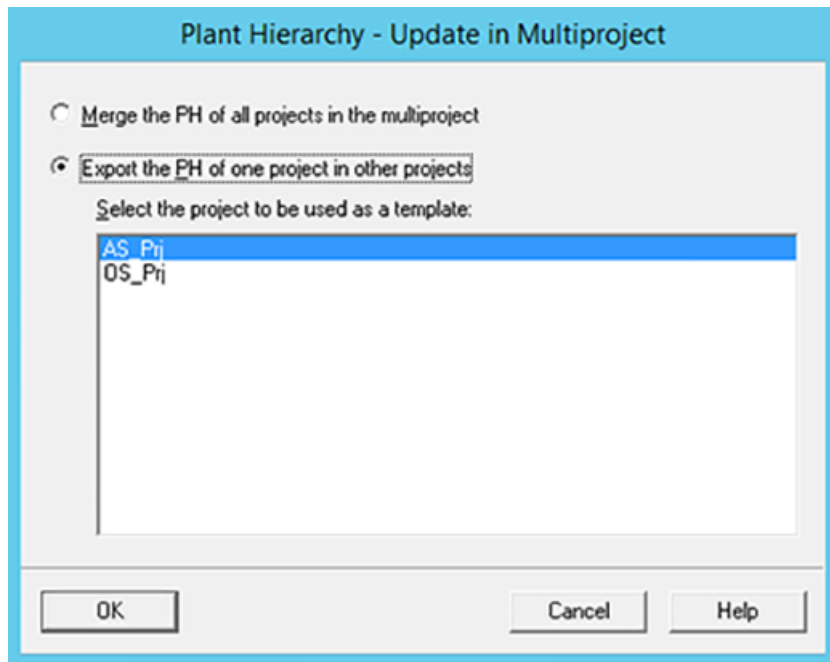 Plant Hierarchy - Update in Multiproject
Merge the PH of all projects in the multiproject
Export the PH of one project in other projects
Select the project to be used as a template:
AS_Prj
OS_Prj
OK
Cancel
Help